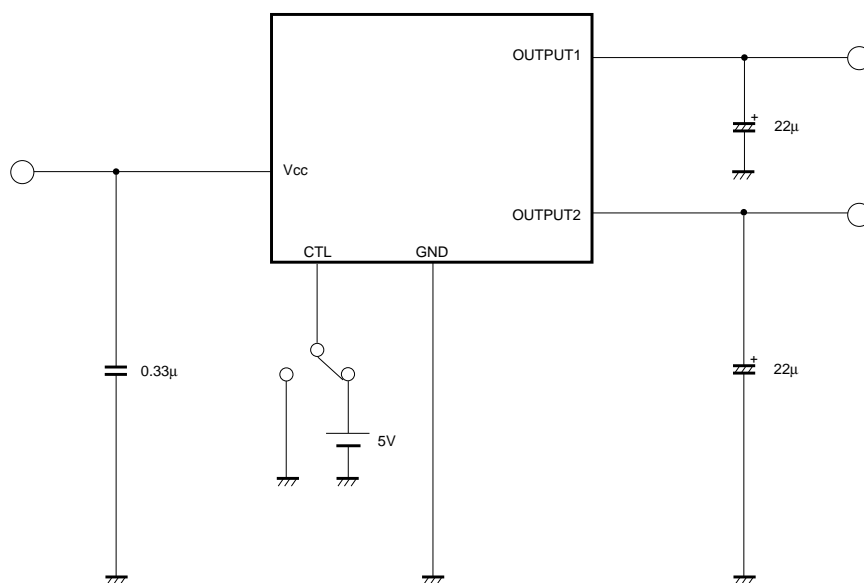 OUTPUT1
+
22μ
Vcc
OUTPUT2
CTL
GND
+
0.33μ
22μ
5V